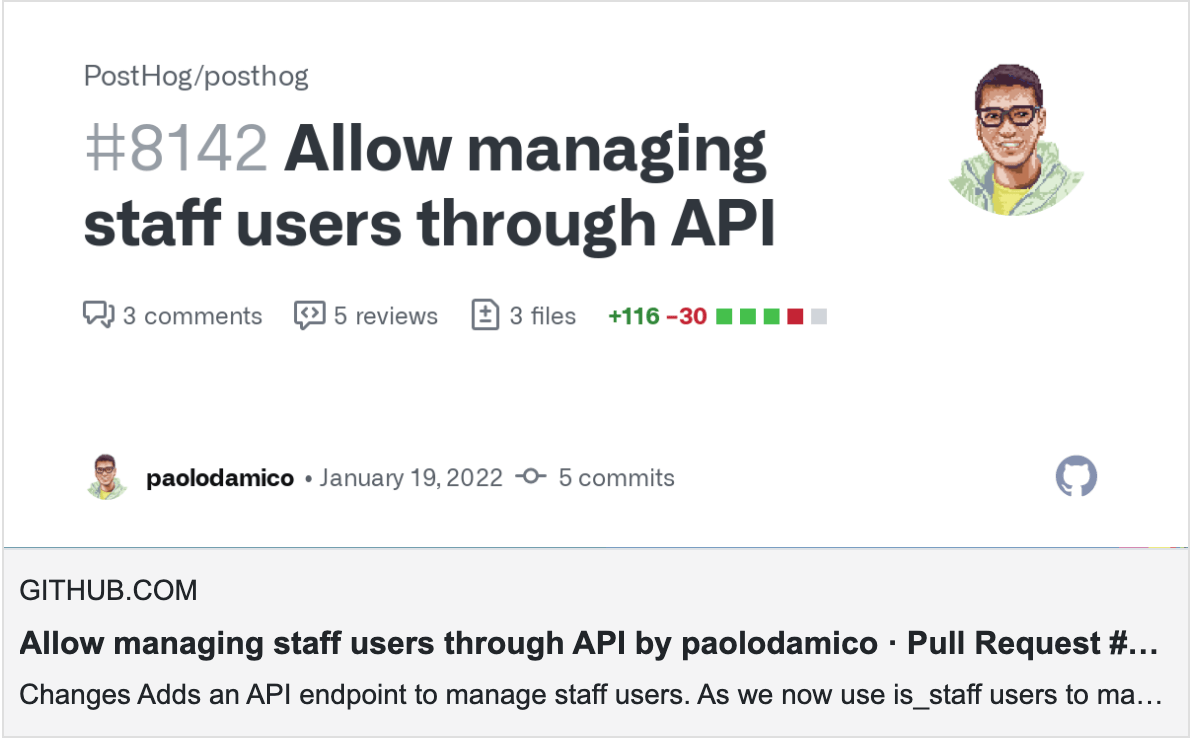 PostHog/posthog
#8142 Allow managing
staff users through API
3 comments 5 reviews 3 files +116 −30
paolodamico • January 19, 2022 5 commits
GITHUB.COM
Allow managing staff users through API by paolodamico · Pull Request #…
Changes Adds an API endpoint to manage staff users. As we now use is_staff users to ma…